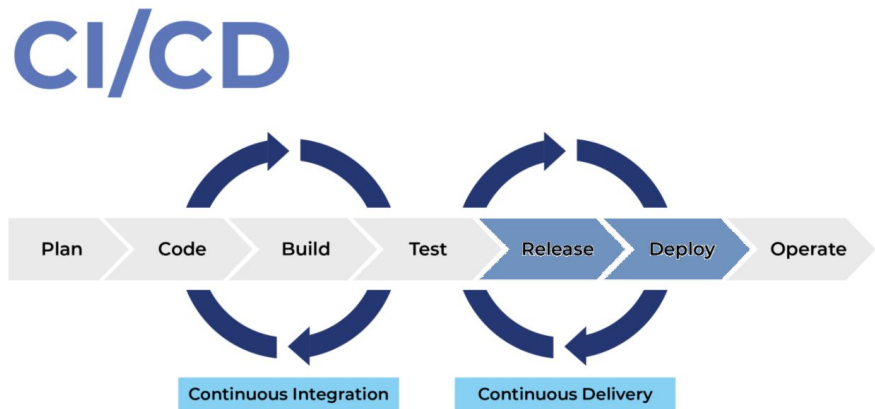 CI/CD
Plan Code Build Test Release Deploy Operate
Continuous Integration Continuous Delivery